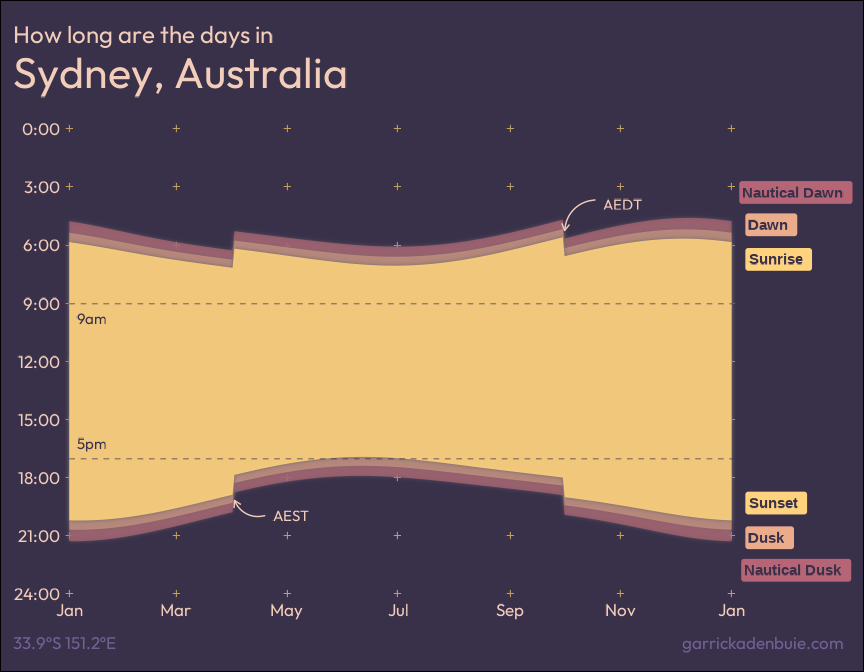 How long are the days in
Sydney, Australia
0:00
3:00
Nautical Dawn
AEDT
Dawn
6:00
Sunrise
9:00
9am
12:00
15:00
5pm
18:00
Sunset
AEST
21:00
Dusk
Nautical Dusk
24:00
Jan Mar May Jul Sep Nov Jan
33.9°S 151.2°E
garrickadenbuie.com